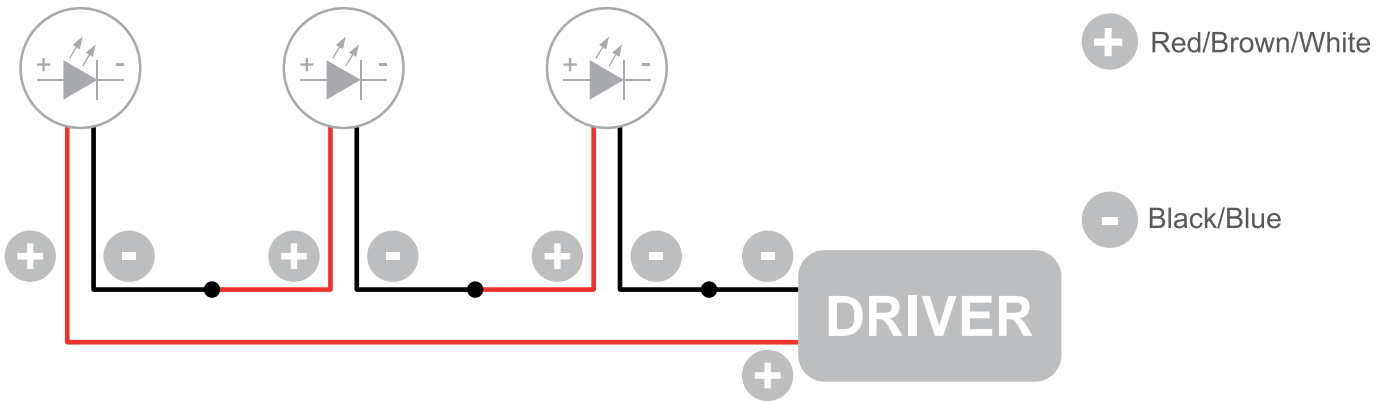 + - + - + -
+ Red/Brown/White
+ - + - + - -
- Black/Blue
DRIVER
+